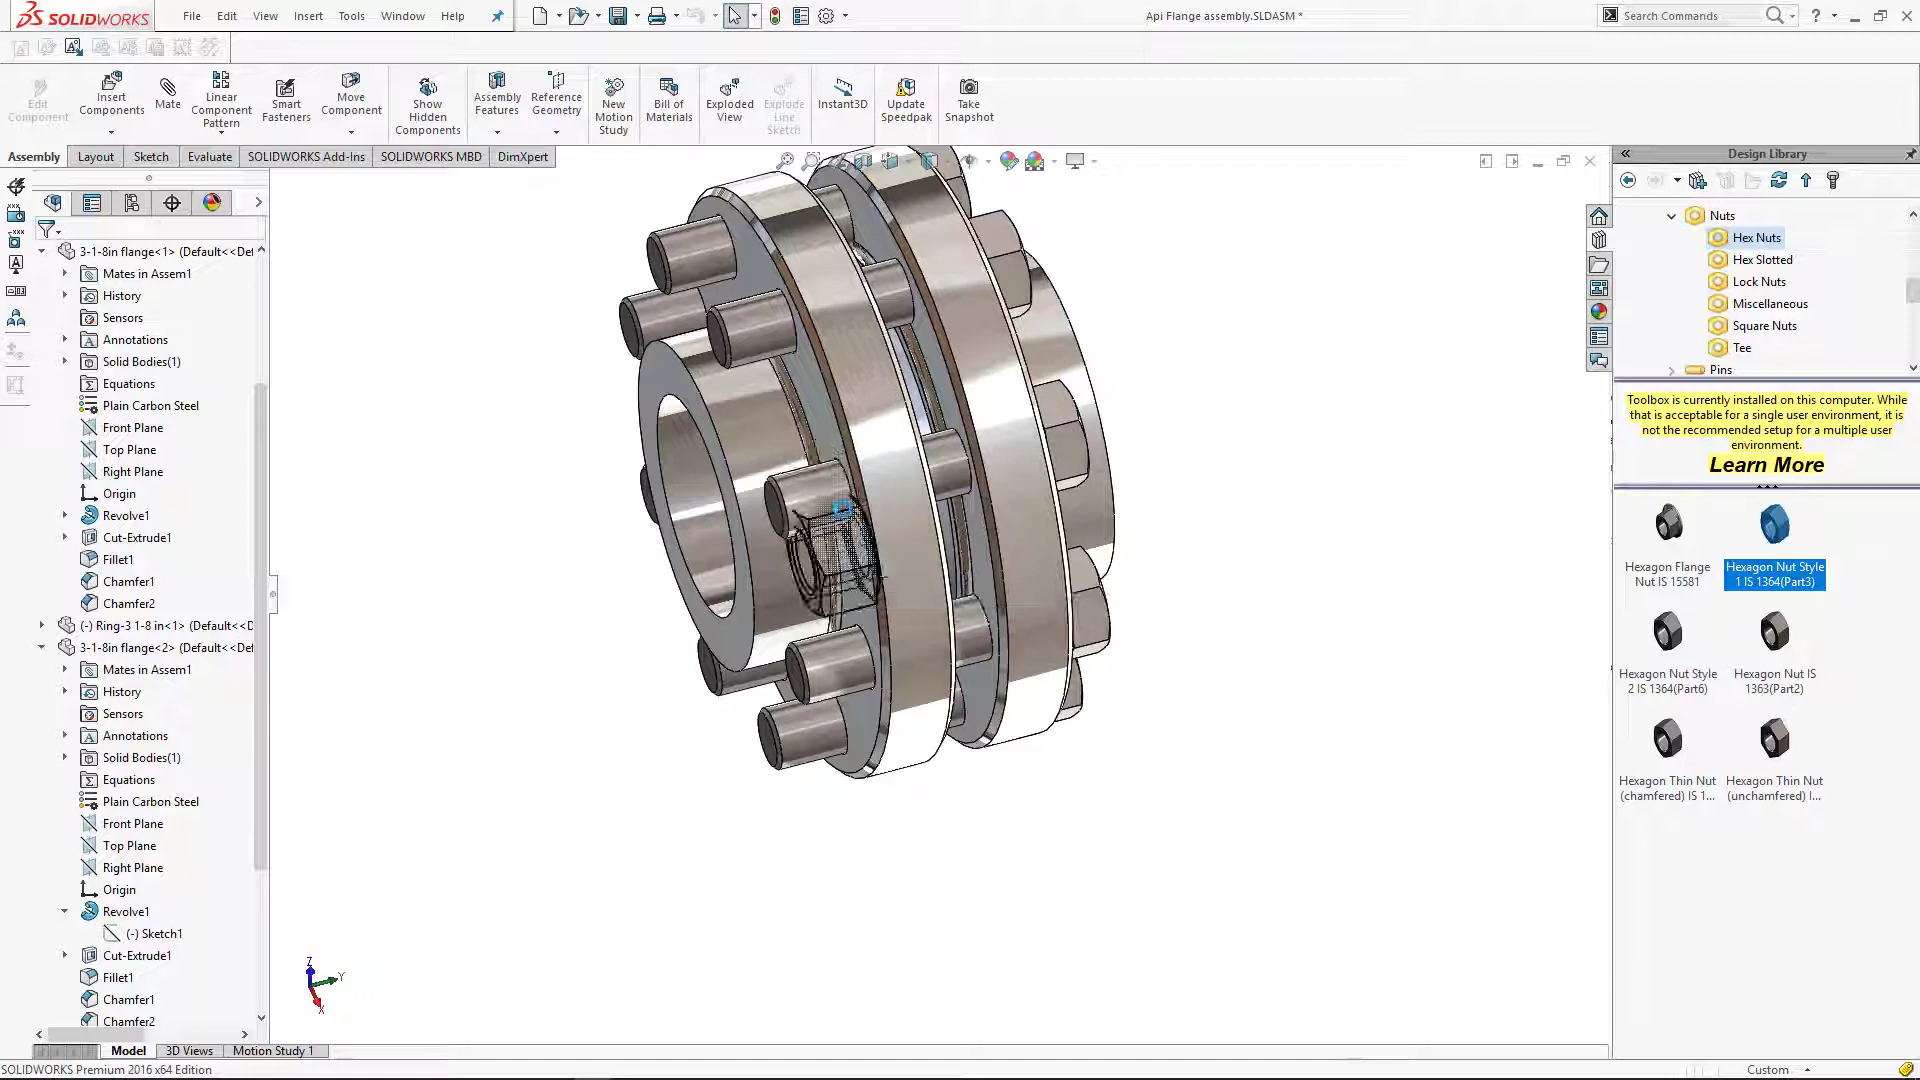 SOLIDWORKS
File Edit View Insert Tools Window Help
Api Flange assembly.SLDASM *
Search Commands
Edit Component
Insert Components
Mate
Linear Component Pattern
Smart Fasteners
Move Component
Show Hidden Components
Assembly Features
Reference Geometry
New Motion Study
Bill of Materials
Exploded View
Explode Line Sketch
Instant3D
Update Speedpak
Take Snapshot
Assembly Layout Sketch Evaluate SOLIDWORKS Add-Ins SOLIDWORKS MBD DimXpert
3-1-8in flange<1> (Default<<Def
Mates in Assem1
History
Sensors
Annotations
Solid Bodies(1)
Equations
Plain Carbon Steel
Front Plane
Top Plane
Right Plane
Origin
Revolve1
Cut-Extrude1
Fillet1
Chamfer1
Chamfer2
(-) Ring-3 1-8 in<1> (Default<<D
3-1-8in flange<2> (Default<<Def
Mates in Assem1
History
Sensors
Annotations
Solid Bodies(1)
Equations
Plain Carbon Steel
Front Plane
Top Plane
Right Plane
Origin
Revolve1
(-) Sketch1
Cut-Extrude1
Fillet1
Chamfer1
Chamfer2
Z
Y
X
Design Library
Nuts
Hex Nuts
Hex Slotted
Lock Nuts
Miscellaneous
Square Nuts
Tee
Pins
Toolbox is currently installed on this computer. While
that is acceptable for a single user environment, it is
not the recommended setup for a multiple user
environment.
Learn More
Hexagon Flange
Nut IS 15581
Hexagon Nut Style
1 IS 1364(Part3)
Hexagon Nut Style
2 IS 1364(Part6)
Hexagon Nut IS
1363(Part2)
Hexagon Thin Nut
(chamfered) IS 1...
Hexagon Thin Nut
(unchamfered) I...
Model 3D Views Motion Study 1
SOLIDWORKS Premium 2016 x64 Edition
Custom